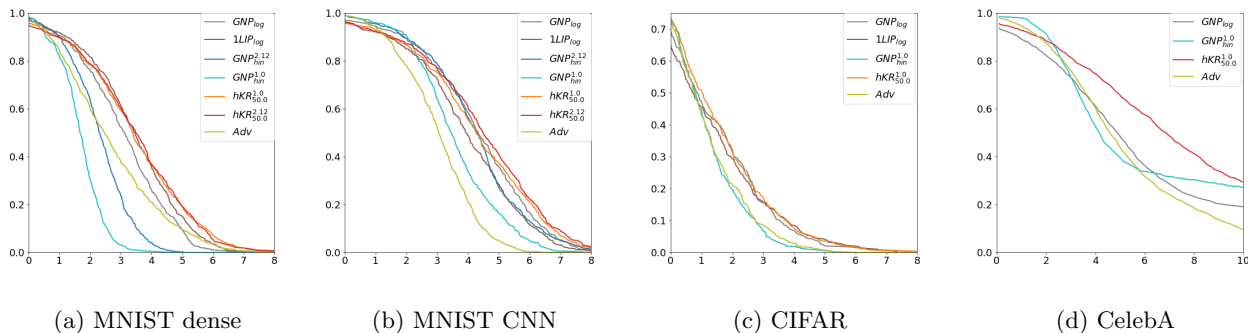 1.0
0.8
0.6
0.4
0.2
0.0
0 1 2 3 4 5 6 7 8
GNP_log
1LIP_log
GNP^2.12_hin
GNP^1.0_hin
hKR^1.0_50.0
hKR^2.12_50.0
Adv
(a) MNIST dense
1.0
0.8
0.6
0.4
0.2
0.0
0 1 2 3 4 5 6 7 8
GNP_log
1LIP_log
GNP^2.12_hin
GNP^1.0_hin
hKR^1.0_50.0
hKR^2.12_50.0
Adv
(b) MNIST CNN
0.7
0.6
0.5
0.4
0.3
0.2
0.1
0.0
0 1 2 3 4 5 6 7 8
GNP_log
1LIP_log
GNP^1.0_hin
hKR^1.0_50.0
Adv
(c) CIFAR
1.0
0.8
0.6
0.4
0.2
0.0
0 2 4 6 8 10
GNP_log
GNP^1.0_hin
hKR^1.0_50.0
Adv
(d) CelebA